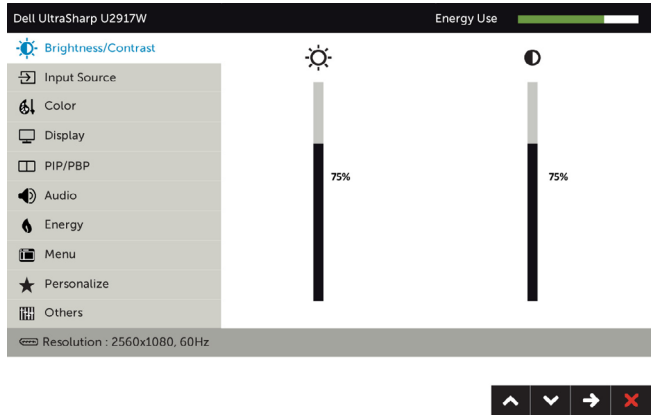 Dell UltraSharp U2917W Energy Use
Brightness/Contrast
Input Source
Color
Display
PIP/PBP
75% 75%
Audio
Energy
Menu
Personalize
Others
Resolution : 2560x1080, 60Hz